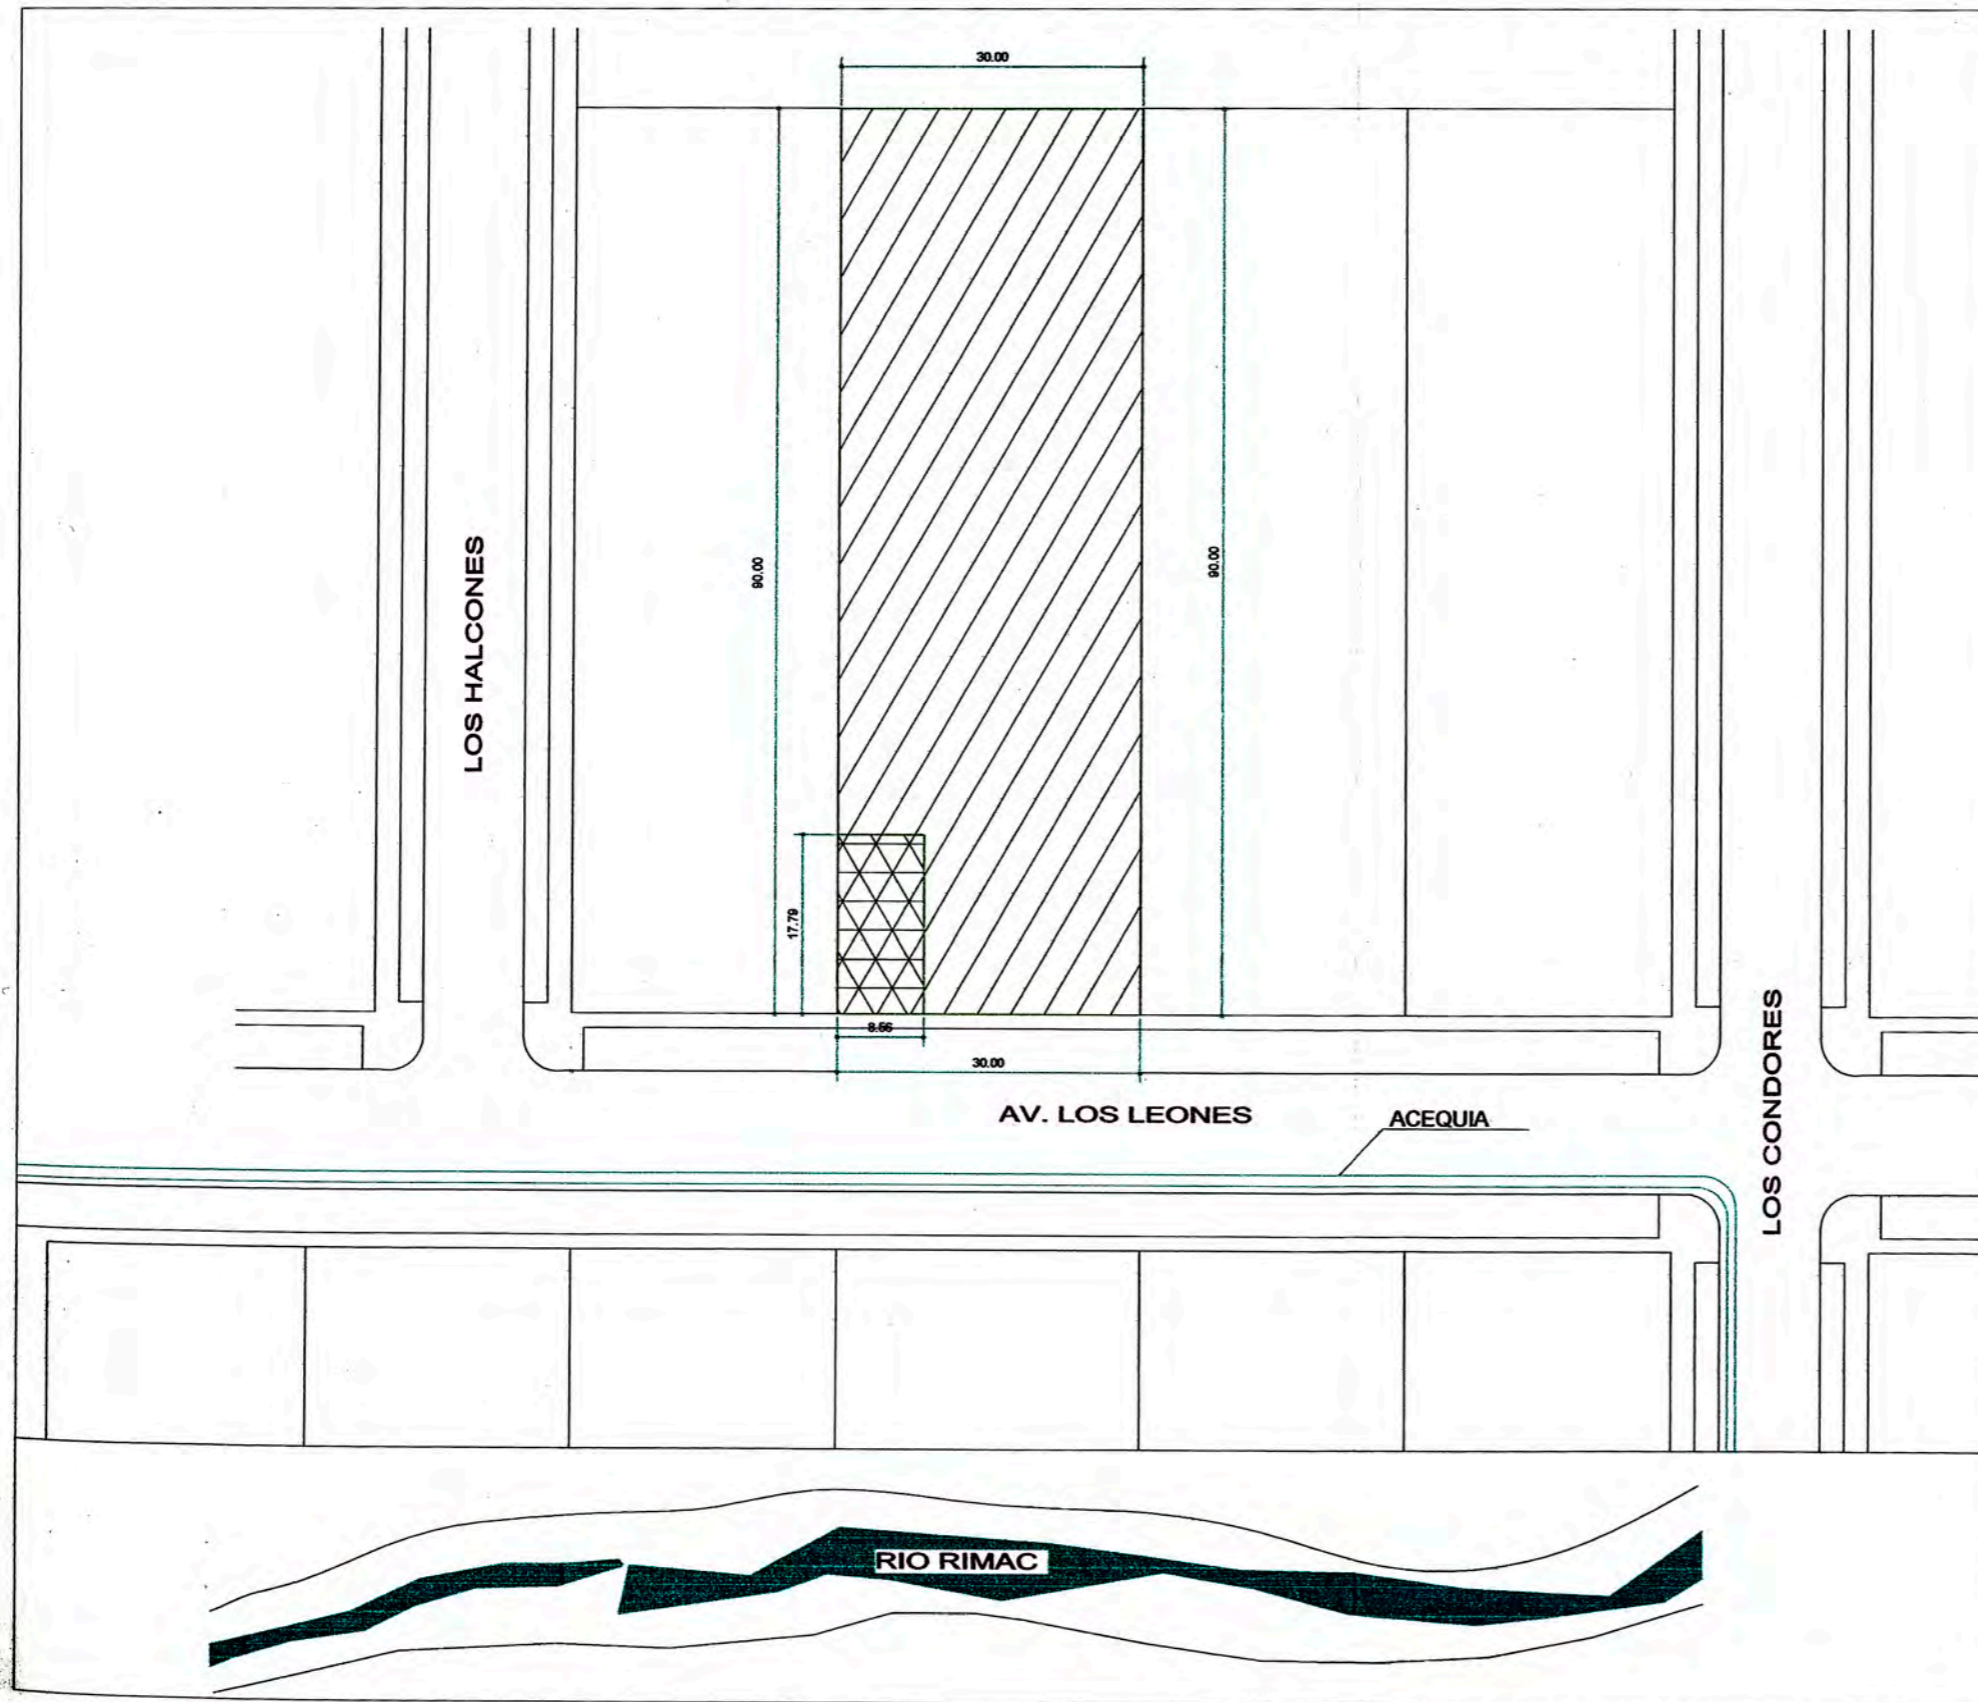 30.00
90.00
90.00
LOS HALCONES
17.79
8.56
30.00
AV. LOS LEONES
ACEQUIA
LOS CONDORES
RIO RIMAC